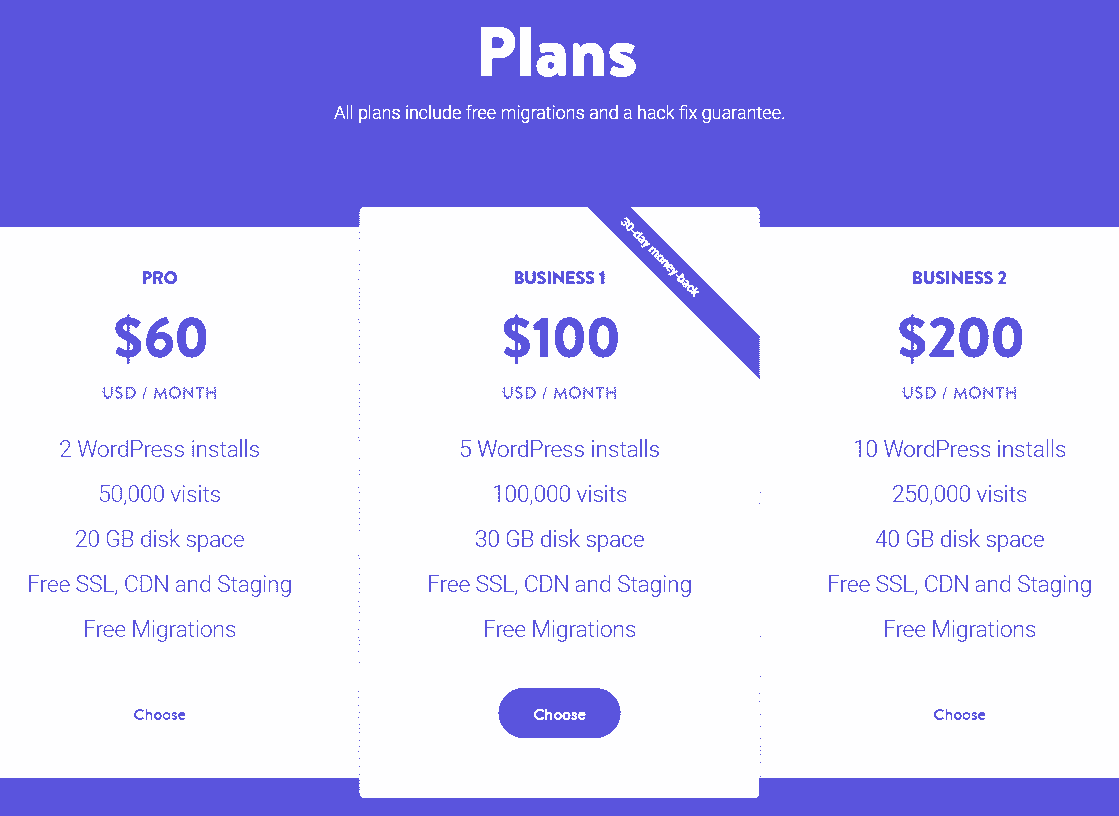 Plans
All plans include free migrations and a hack fix guarantee.
PRO
$60
USD / MONTH
2 WordPress installs
50,000 visits
20 GB disk space
Free SSL, CDN and Staging
Free Migrations
Choose
30-day money-back
BUSINESS 1
$100
USD / MONTH
5 WordPress installs
100,000 visits
30 GB disk space
Free SSL, CDN and Staging
Free Migrations
Choose
BUSINESS 2
$200
USD / MONTH
10 WordPress installs
250,000 visits
40 GB disk space
Free SSL, CDN and Staging
Free Migrations
Choose